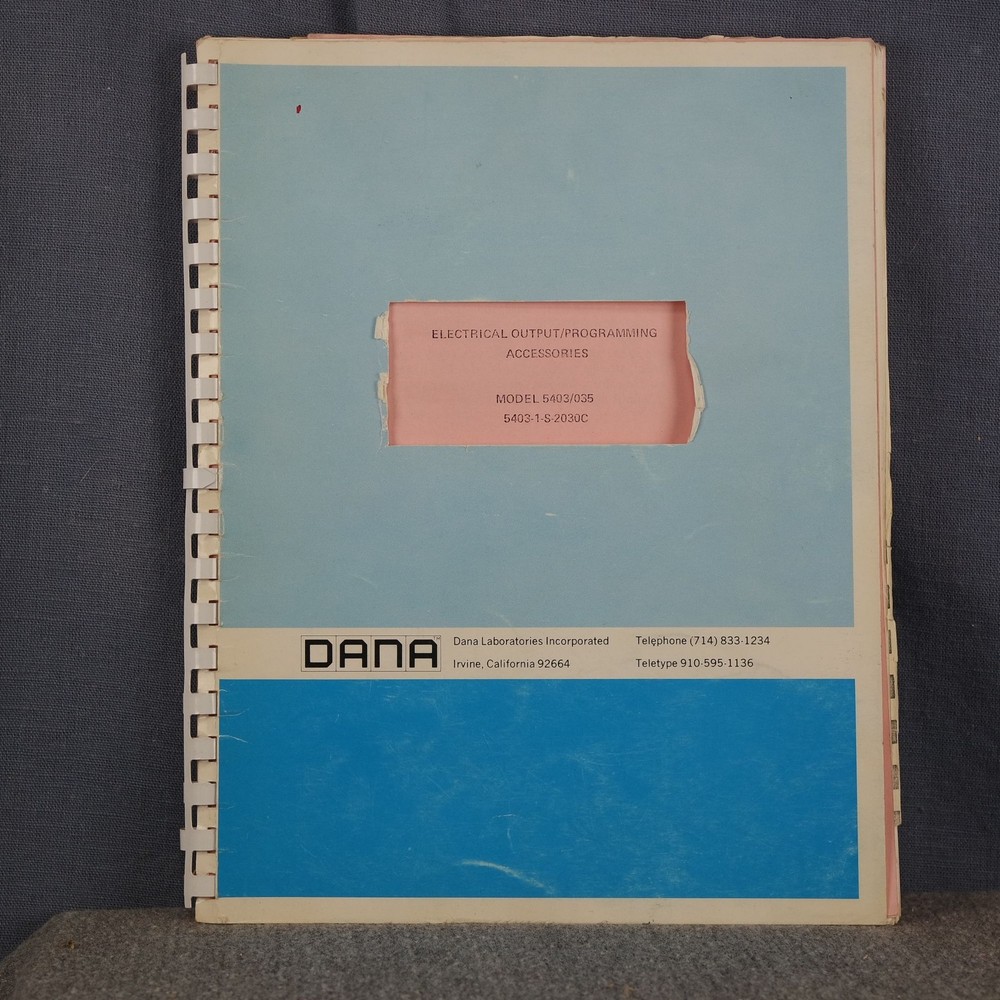 ELECTRICAL OUTPUT/PROGRAMMING
ACCESSORIES
MODEL 5403/035
5403-1-S-2030C
DANA™
Dana Laboratories Incorporated
Irvine, California 92664
Telephone (714) 833-1234
Teletype 910-595-1136